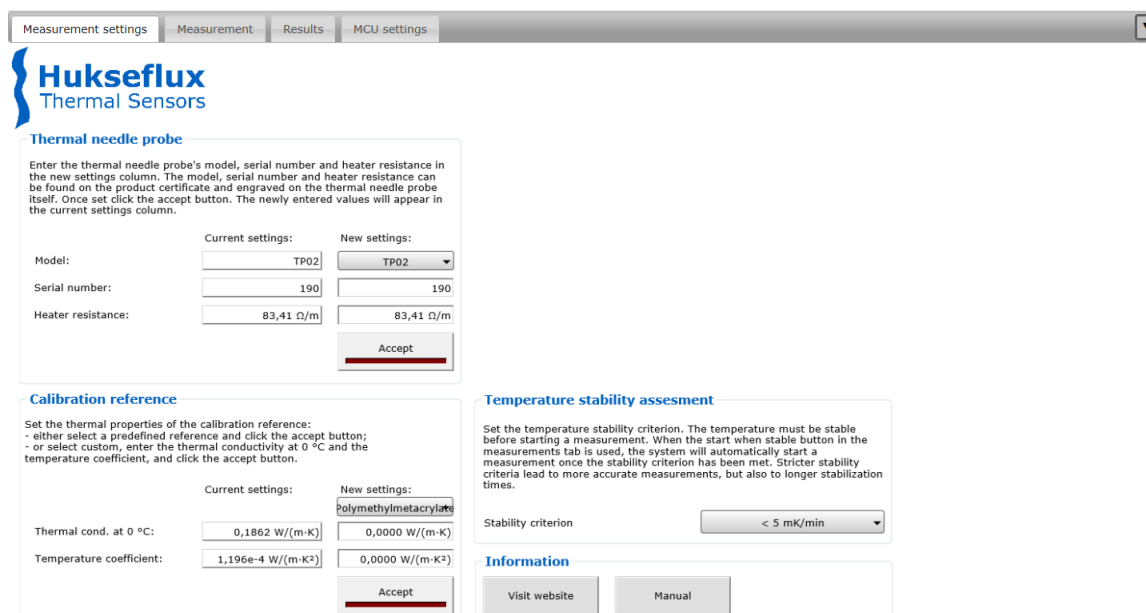 Measurement settings Measurement Results MCU settings
Hukseflux
Thermal Sensors
Thermal needle probe
Enter the thermal needle probe's model, serial number and heater resistance in
the new settings column. The model, serial number and heater resistance can
be found on the product certificate and engraved on the thermal needle probe
itself. Once set click the accept button. The newly entered values will appear in
the current settings column.
Current settings: New settings:
Model: TP02 TP02
Serial number: 190 190
Heater resistance: 83,41 Ω/m 83,41 Ω/m
Accept
Calibration reference
Set the thermal properties of the calibration reference:
- either select a predefined reference and click the accept button;
- or select custom, enter the thermal conductivity at 0 °C and the
temperature coefficient, and click the accept button.
Current settings: New settings:
Polymethylmetacrylate
Thermal cond. at 0 °C: 0,1862 W/(m·K) 0,0000 W/(m·K)
Temperature coefficient: 1,196e-4 W/(m·K²) 0,0000 W/(m·K²)
Accept
Temperature stability assesment
Set the temperature stability criterion. The temperature must be stable
before starting a measurement. When the start when stable button in the
measurements tab is used, the system will automatically start a
measurement once the stability criterion has been met. Stricter stability
criteria lead to more accurate measurements, but also to longer stabilization
times.
Stability criterion < 5 mK/min
Information
Visit website Manual